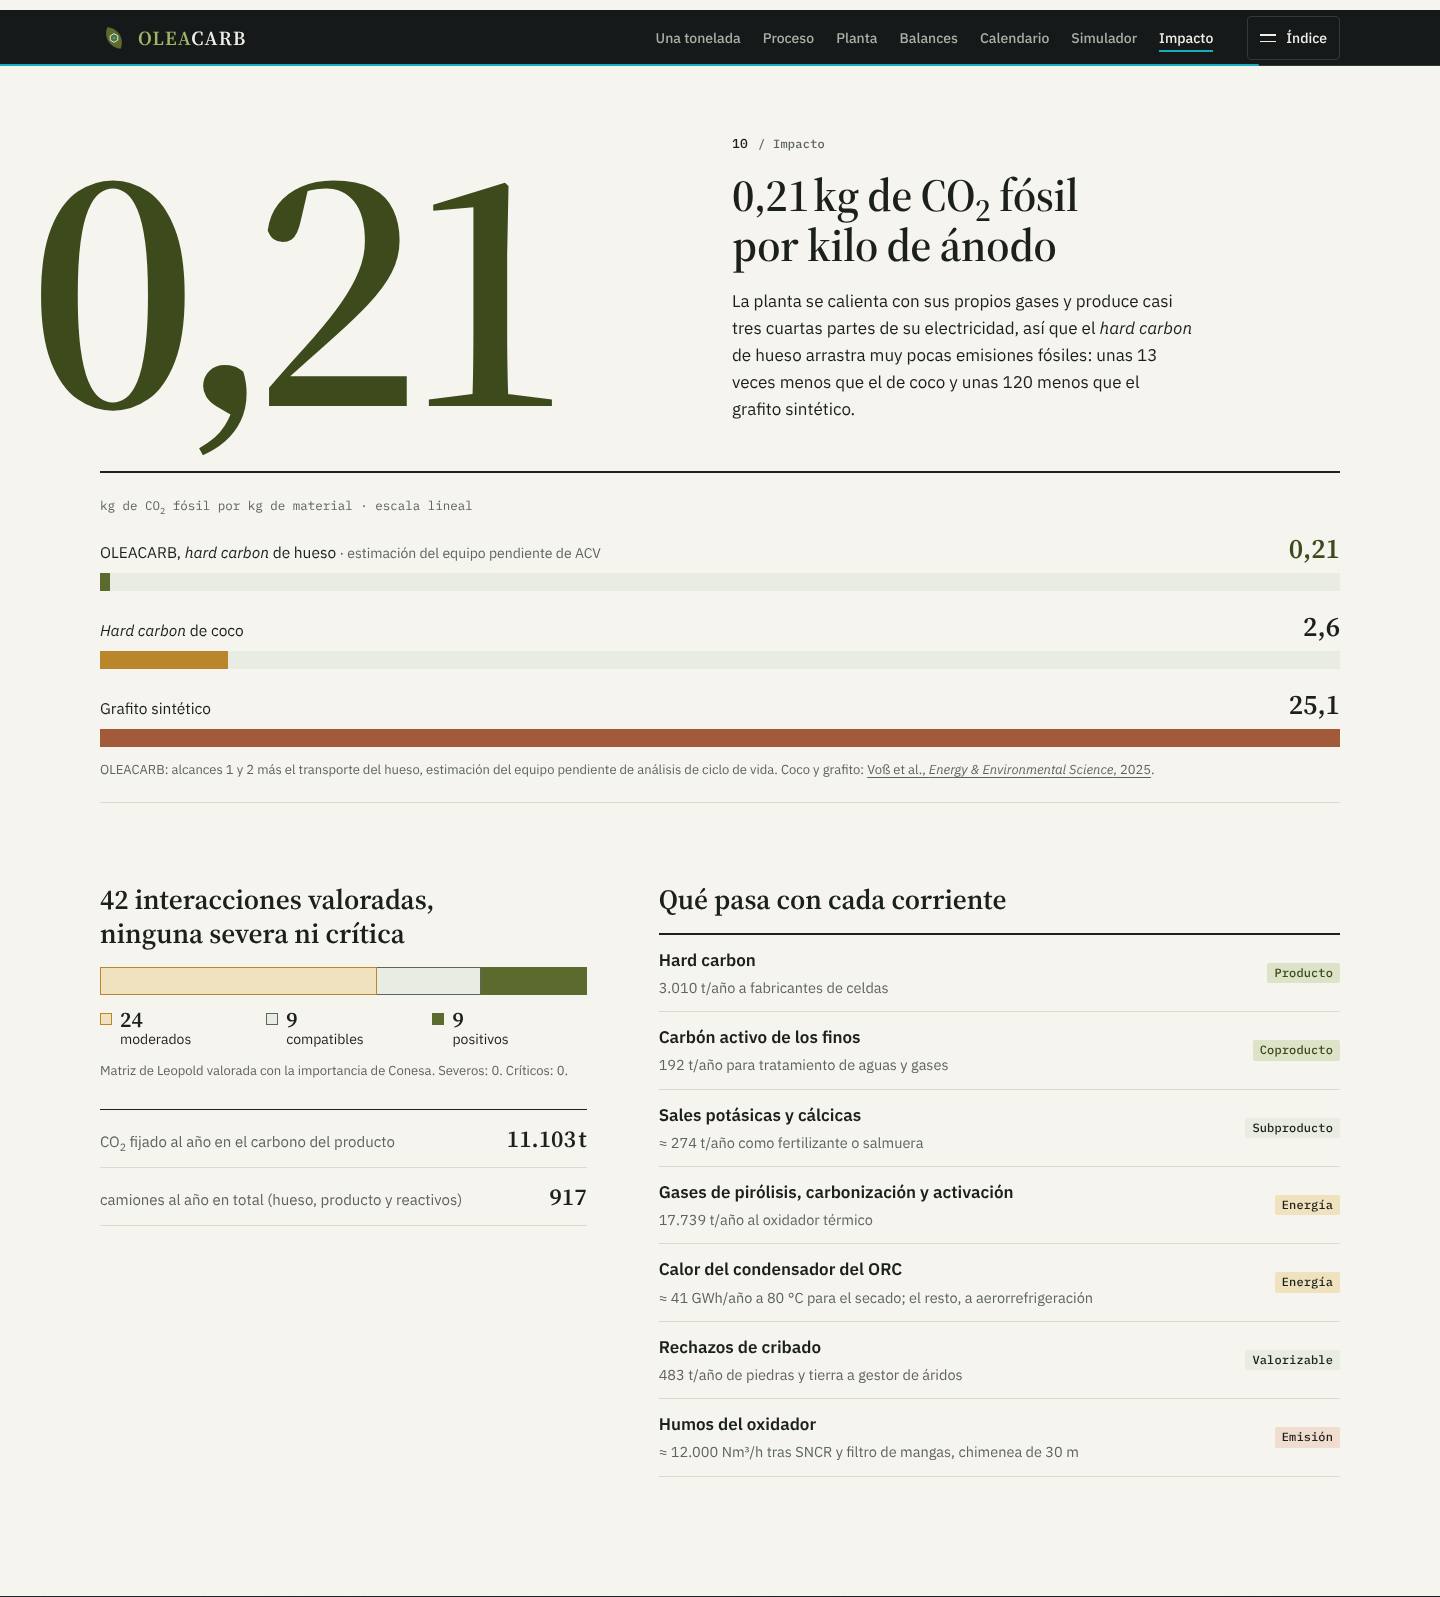 OLEACARB
Una tonelada
Proceso
Planta
Balances
Calendario
Simulador
Impacto
Índice
0,21
10 / Impacto
0,21 kg de CO₂ fósil
por kilo de ánodo
La planta se calienta con sus propios gases y produce casi
tres cuartas partes de su electricidad, así que el hard carbon
de hueso arrastra muy pocas emisiones fósiles: unas 13
veces menos que el de coco y unas 120 menos que el
grafito sintético.
kg de CO₂ fósil por kg de material · escala lineal
OLEACARB, hard carbon de hueso · estimación del equipo pendiente de ACV
0,21
Hard carbon de coco
2,6
Grafito sintético
25,1
OLEACARB: alcances 1 y 2 más el transporte del hueso, estimación del equipo pendiente de análisis de ciclo de vida. Coco y grafito: Voß et al., Energy & Environmental Science, 2025.
42 interacciones valoradas,
ninguna severa ni crítica
24
moderados
9
compatibles
9
positivos
Matriz de Leopold valorada con la importancia de Conesa. Severos: 0. Críticos: 0.
CO₂ fijado al año en el carbono del producto
11.103 t
camiones al año en total (hueso, producto y reactivos)
917
Qué pasa con cada corriente
Hard carbon
3.010 t/año a fabricantes de celdas
Producto
Carbón activo de los finos
192 t/año para tratamiento de aguas y gases
Coproducto
Sales potásicas y cálcicas
≈ 274 t/año como fertilizante o salmuera
Subproducto
Gases de pirólisis, carbonización y activación
17.739 t/año al oxidador térmico
Energía
Calor del condensador del ORC
≈ 41 GWh/año a 80 °C para el secado; el resto, a aerorrefrigeración
Energía
Rechazos de cribado
483 t/año de piedras y tierra a gestor de áridos
Valorizable
Humos del oxidador
≈ 12.000 Nm³/h tras SNCR y filtro de mangas, chimenea de 30 m
Emisión